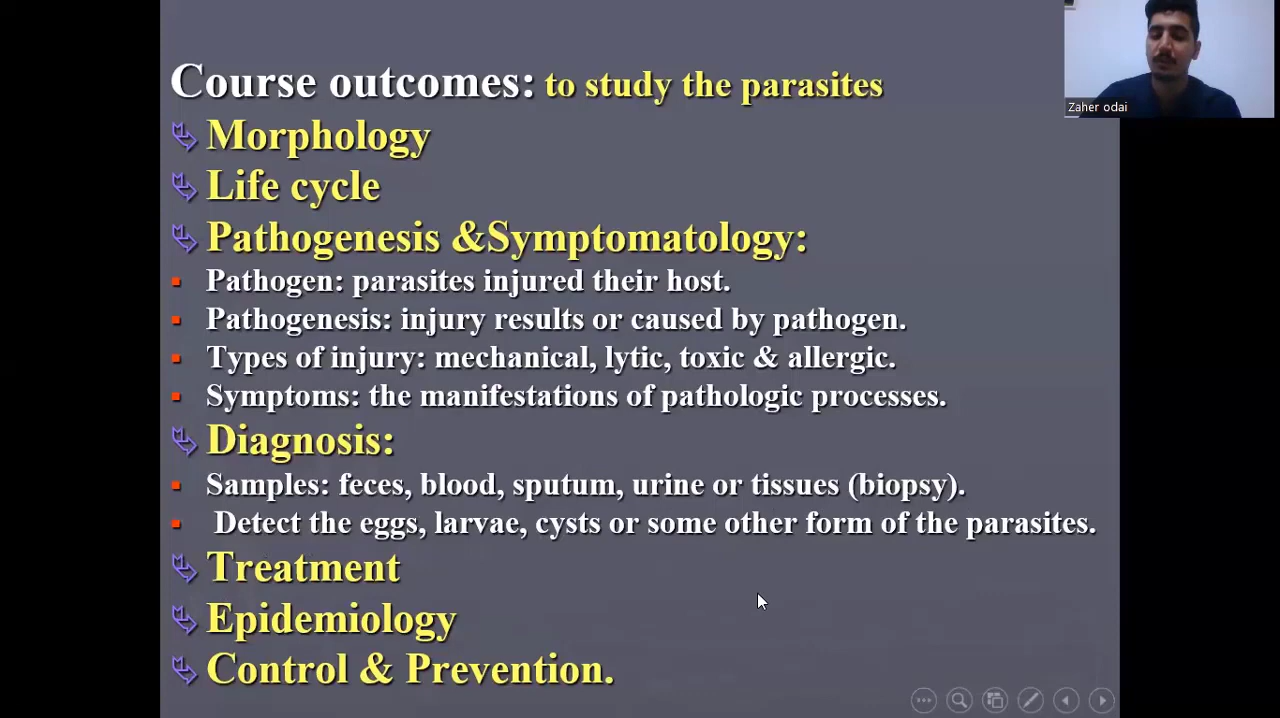 Course outcomes: to study the parasites
Morphology
Life cycle
Pathogenesis &Symptomatology:
Pathogen: parasites injured their host.
Pathogenesis: injury results or caused by pathogen.
Types of injury: mechanical, lytic, toxic & allergic.
Symptoms: the manifestations of pathologic processes.
Diagnosis:
Samples: feces, blood, sputum, urine or tissues (biopsy).
Detect the eggs, larvae, cysts or some other form of the parasites.
Treatment
Epidemiology
Control & Prevention.
Zaher odai